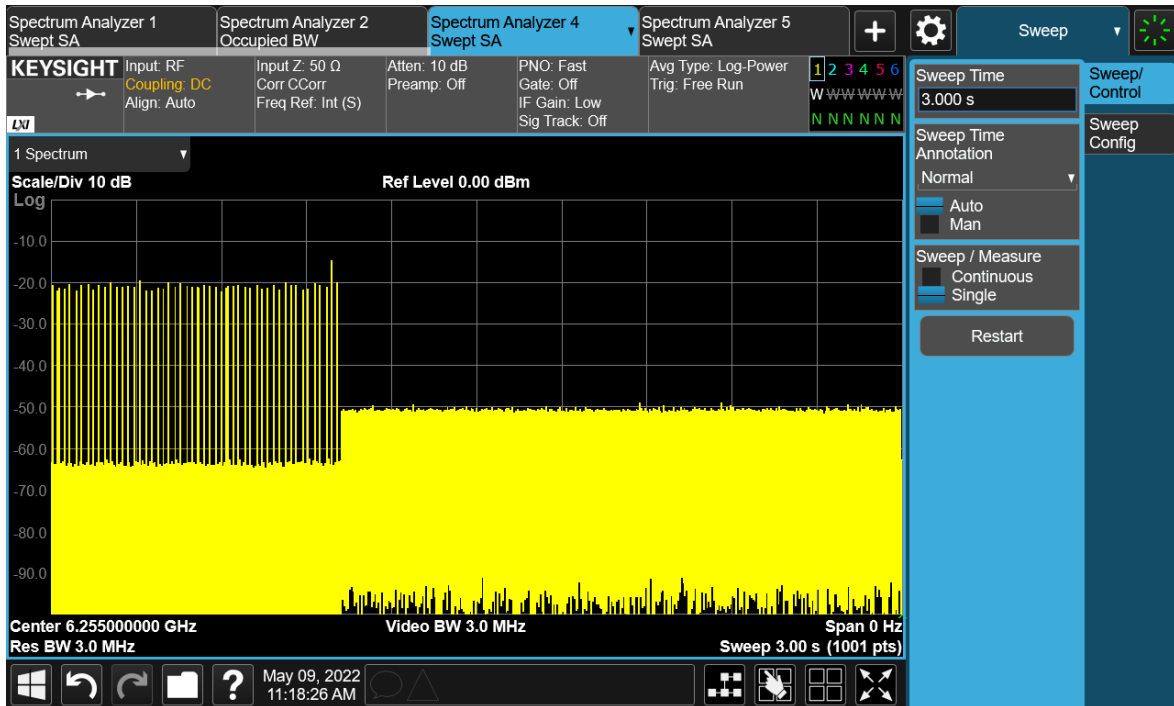 Spectrum Analyzer 1
Swept SA
Spectrum Analyzer 2
Occupied BW
Spectrum Analyzer 4
Swept SA
Spectrum Analyzer 5
Swept SA
+
Sweep
KEYSIGHT
LXI
Input: RF
Coupling: DC
Align: Auto
Input Z: 50 Ω
Corr CCorr
Freq Ref: Int (S)
Atten: 10 dB
Preamp: Off
PNO: Fast
Gate: Off
IF Gain: Low
Sig Track: Off
Avg Type: Log-Power
Trig: Free Run
1 2 3 4 5 6
W W W W W W
N N N N N N
1 Spectrum
Scale/Div 10 dB
Ref Level 0.00 dBm
Log
-10.0
-20.0
-30.0
-40.0
-50.0
-60.0
-70.0
-80.0
-90.0
Center 6.255000000 GHz
Video BW 3.0 MHz
Span 0 Hz
Res BW 3.0 MHz
Sweep 3.00 s (1001 pts)
Sweep Time
3.000 s
Sweep Time
Annotation
Normal
Auto
Man
Sweep / Measure
Continuous
Single
Restart
Sweep/
Control
Sweep
Config
?
May 09, 2022
11:18:26 AM